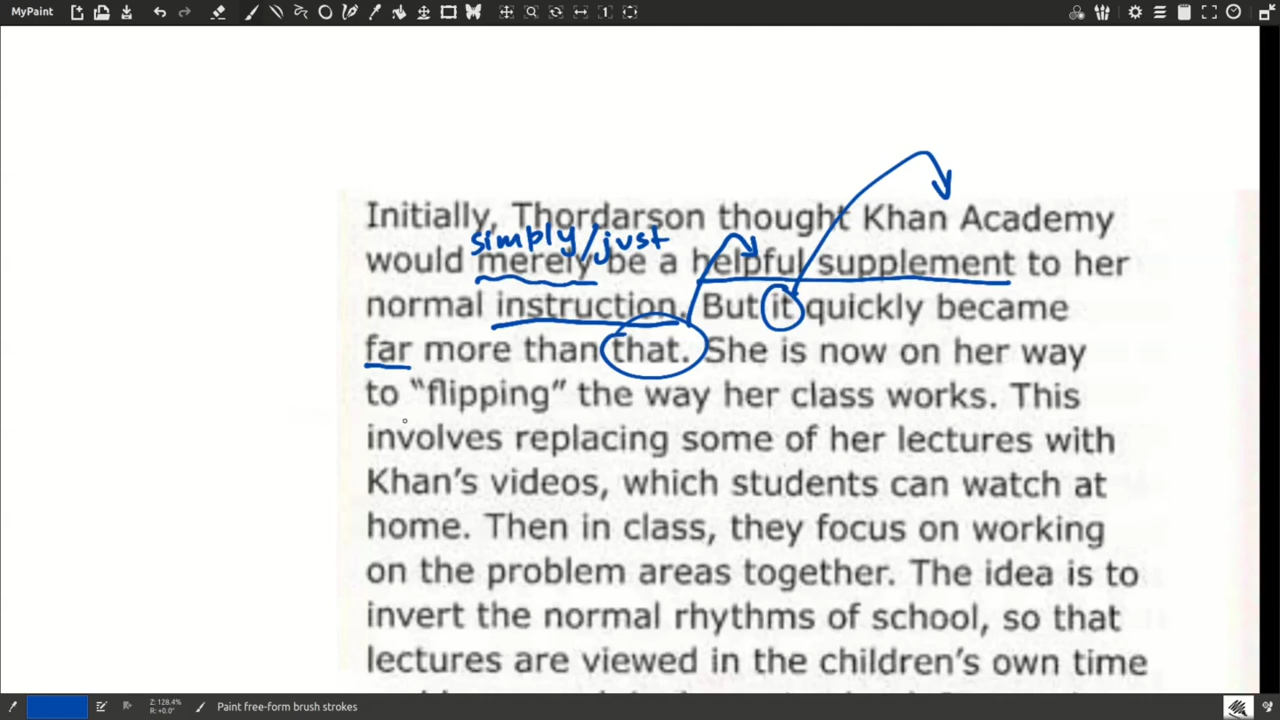 MyPaint
Initially, Thordarson thought Khan Academy
simply/just
would merely be a helpful supplement to her
normal instruction. But it quickly became
far more than that. She is now on her way
to “flipping” the way her class works. This
involves replacing some of her lectures with
Khan’s videos, which students can watch at
home. Then in class, they focus on working
on the problem areas together. The idea is to
invert the normal rhythms of school, so that
lectures are viewed in the children’s own time
Z: 128.4%
R: +0.0°
Paint free-form brush strokes